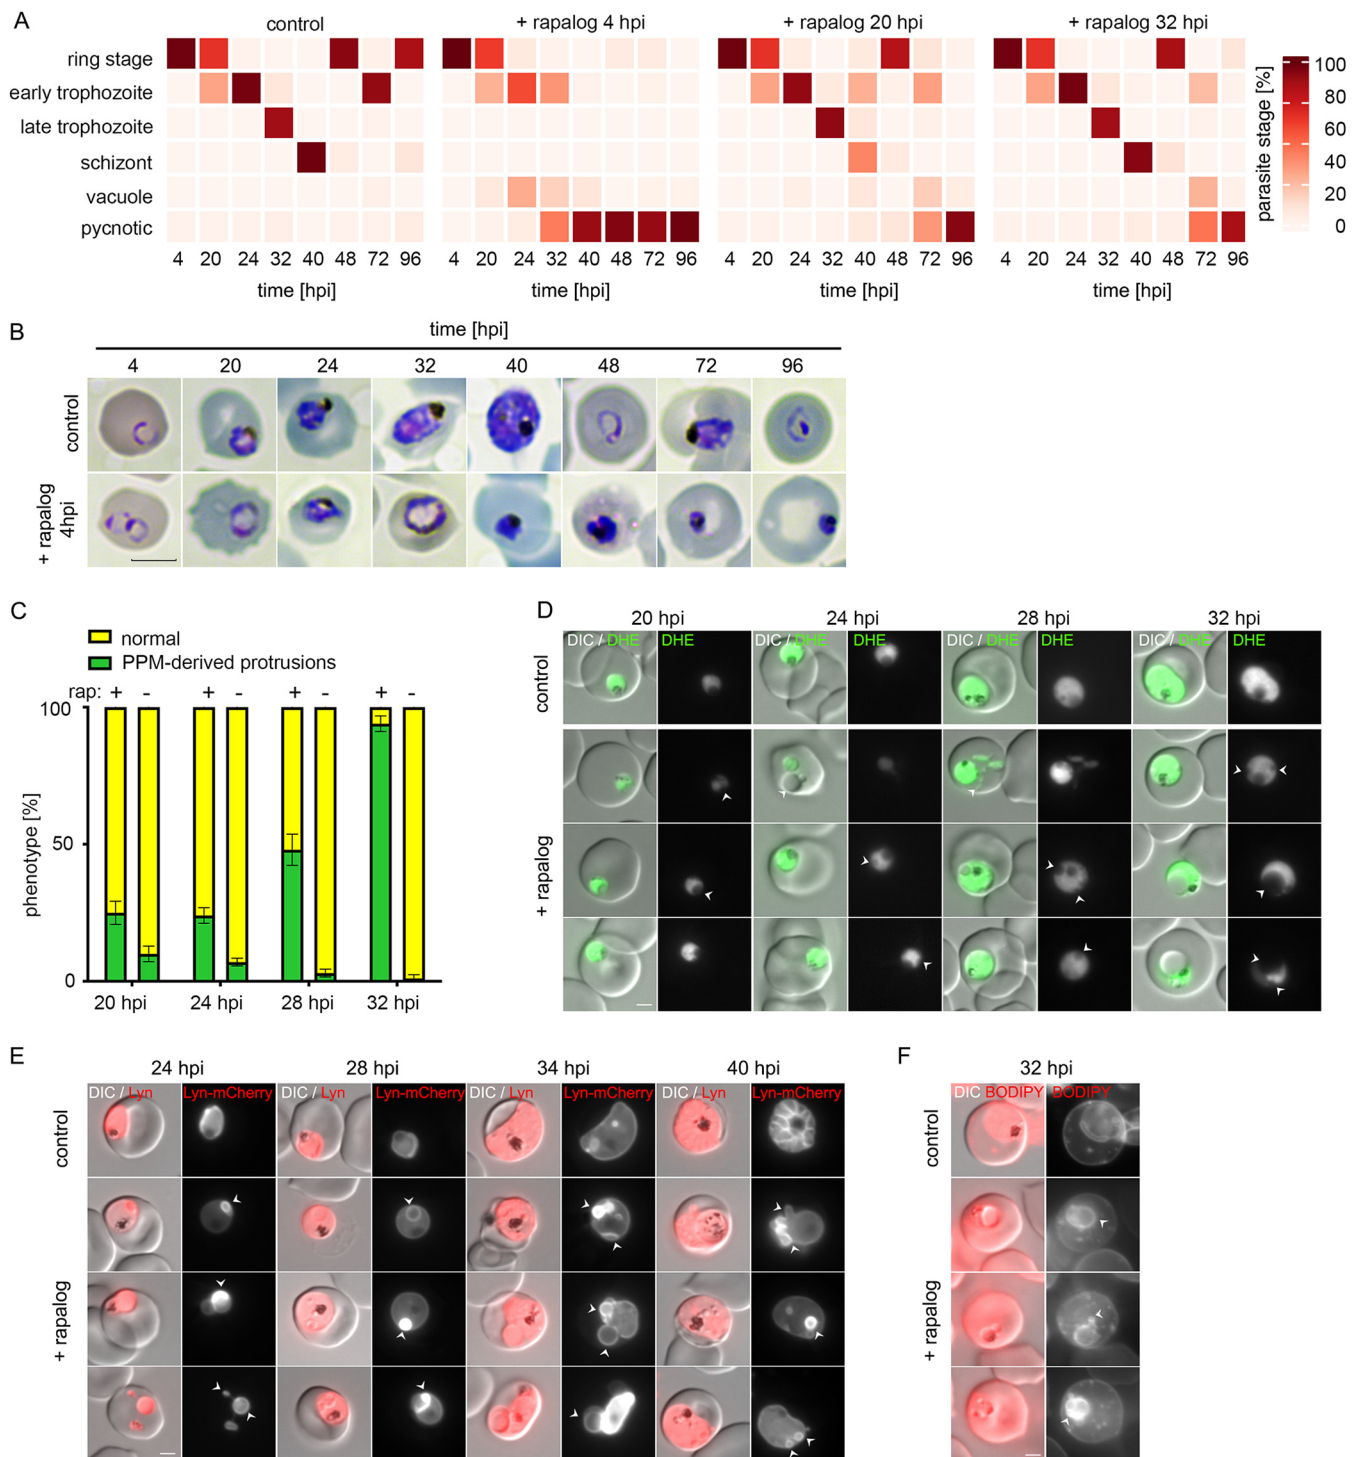 A
control
+ rapalog 4 hpi
+ rapalog 20 hpi
+ rapalog 32 hpi
ring stage
early trophozoite
late trophozoite
schizont
vacuole
pycnotic
4 20 24 32 40 48 72 96
4 20 24 32 40 48 72 96
4 20 24 32 40 48 72 96
4 20 24 32 40 48 72 96
time [hpi]
time [hpi]
time [hpi]
time [hpi]
100
80
60
40
20
0
parasite stage [%]
B
time [hpi]
4 20 24 32 40 48 72 96
control
+ rapalog
4hpi
C
normal
PPM-derived protrusions
rap: + - + - + - + -
100
50
0
phenotype [%]
20 hpi 24 hpi 28 hpi 32 hpi
D
20 hpi 24 hpi 28 hpi 32 hpi
DIC / DHE DHE DIC / DHE DHE DIC / DHE DHE DIC / DHE DHE
control
+ rapalog
E
24 hpi 28 hpi 34 hpi 40 hpi
DIC / Lyn Lyn-mCherry DIC / Lyn Lyn-mCherry DIC / Lyn Lyn-mCherry DIC / Lyn Lyn-mCherry
control
+ rapalog
F
32 hpi
DIC BODIPY BODIPY
control
+ rapalog